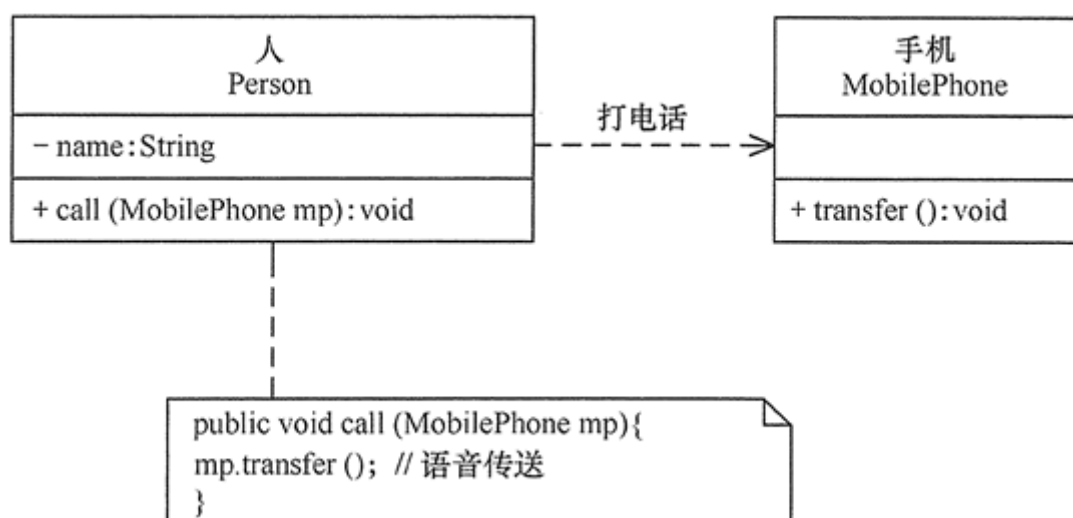 人
Person
− name:String
+ call (MobilePhone mp):void
打电话
手机
MobilePhone
+ transfer ():void
public void call (MobilePhone mp){
mp.transfer (); // 语音传送
}